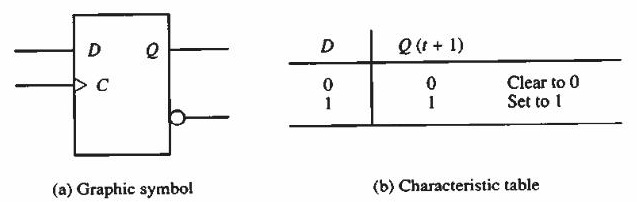 D Q
C
(a) Graphic symbol
D Q (t + 1)
0 0 Clear to 0
1 1 Set to 1
(b) Characteristic table